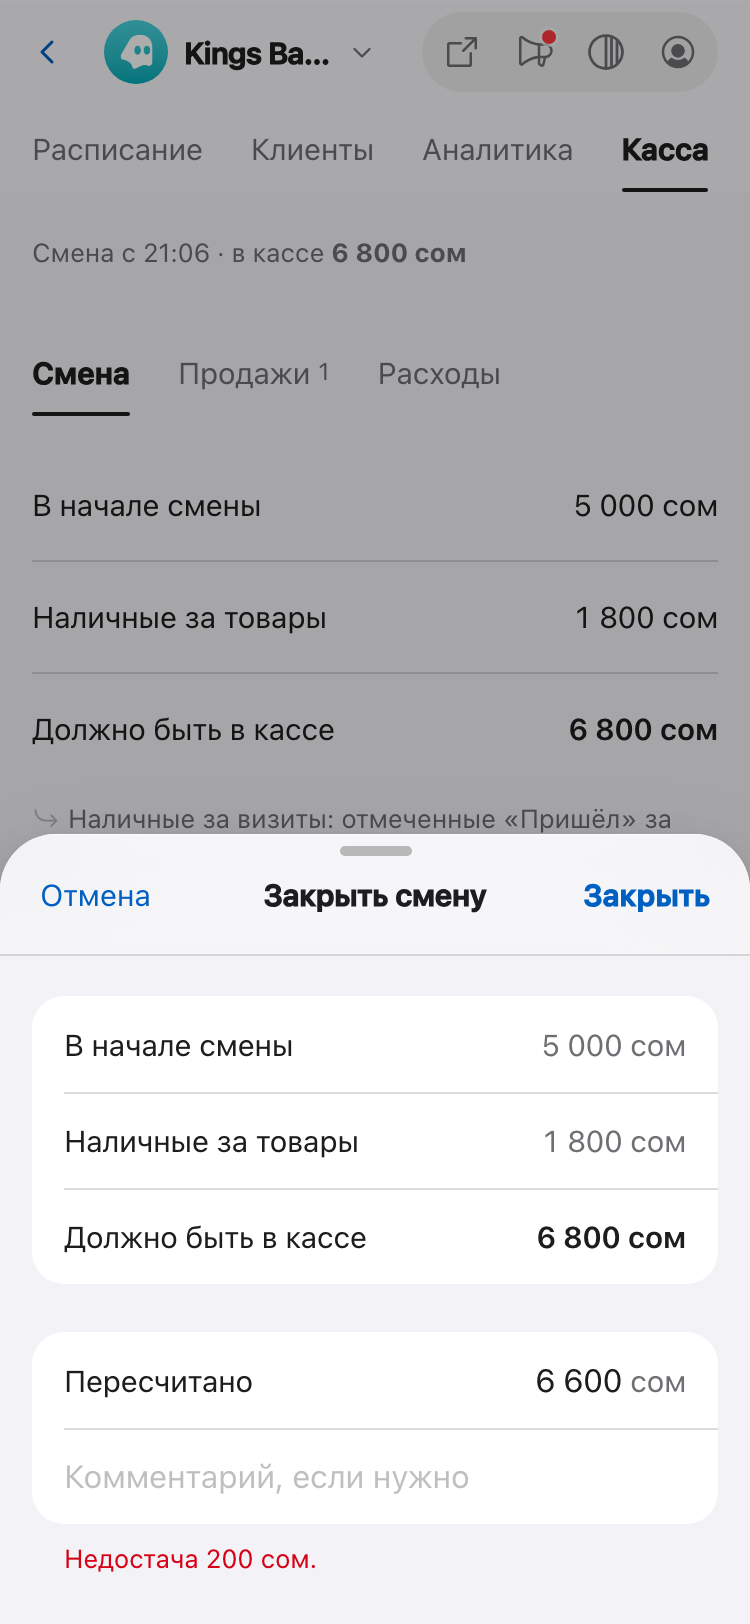 Kings Ba...
Расписание Клиенты Аналитика Касса
Смена с 21:06 · в кассе 6 800 сом
Смена Продажи 1 Расходы
В начале смены 5 000 сом
Наличные за товары 1 800 сом
Должно быть в кассе 6 800 сом
Наличные за визиты: отмеченные «Пришёл» за
Отмена Закрыть смену Закрыть
В начале смены 5 000 сом
Наличные за товары 1 800 сом
Должно быть в кассе 6 800 сом
Пересчитано 6 600 сом
Комментарий, если нужно
Недостача 200 сом.